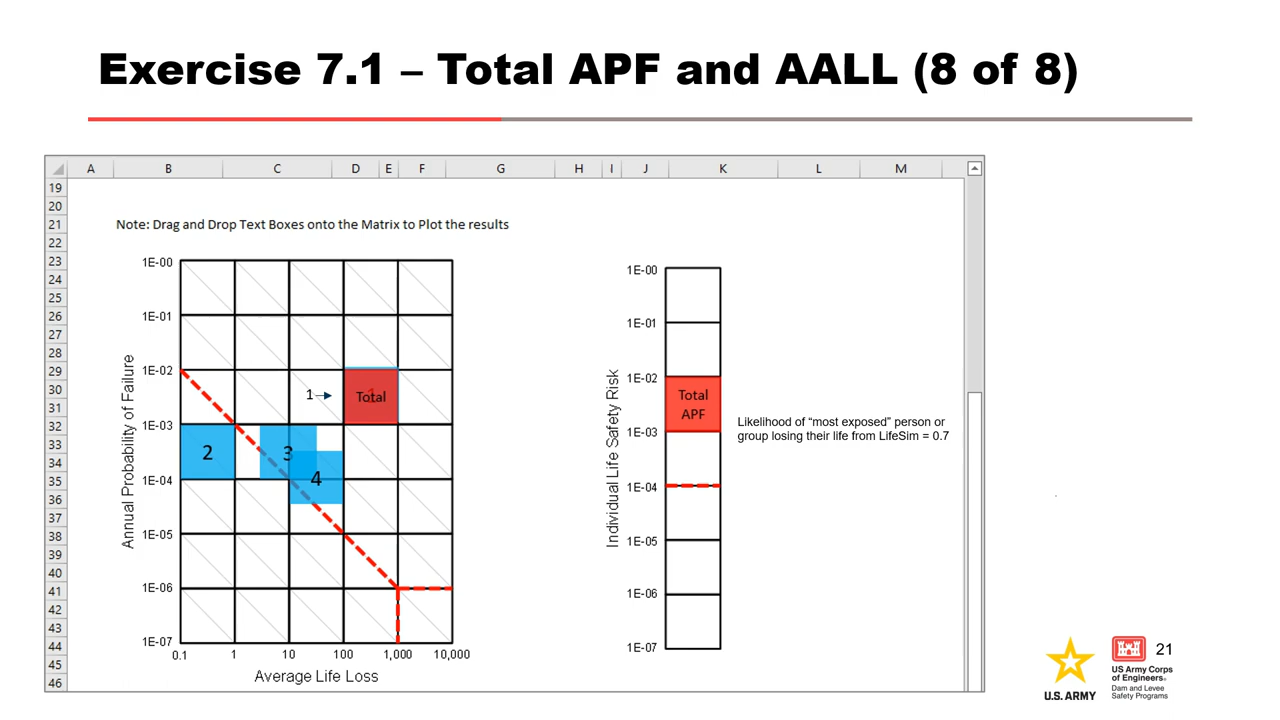 Exercise 7.1 – Total APF and AALL (8 of 8)
A B C D E F G H I J K L M
19
20
21
22
23
24
25
26
27
28
29
30
31
32
33
34
35
36
37
38
39
40
41
42
43
44
45
46
Note: Drag and Drop Text Boxes onto the Matrix to Plot the results
Annual Probability of Failure
1E-00
1E-01
1E-02
1E-03
1E-04
1E-05
1E-06
1E-07
1
1
Total
2
3
4
0.1 1 10 100 1,000 10,000
Average Life Loss
Individual Life Safety Risk
1E-00
1E-01
1E-02
1E-03
1E-04
1E-05
1E-06
1E-07
Total
APF
Likelihood of “most exposed” person or
group losing their life from LifeSim = 0.7
U.S. ARMY
21
US Army Corps
of Engineers®
Dam and Levee
Safety Programs